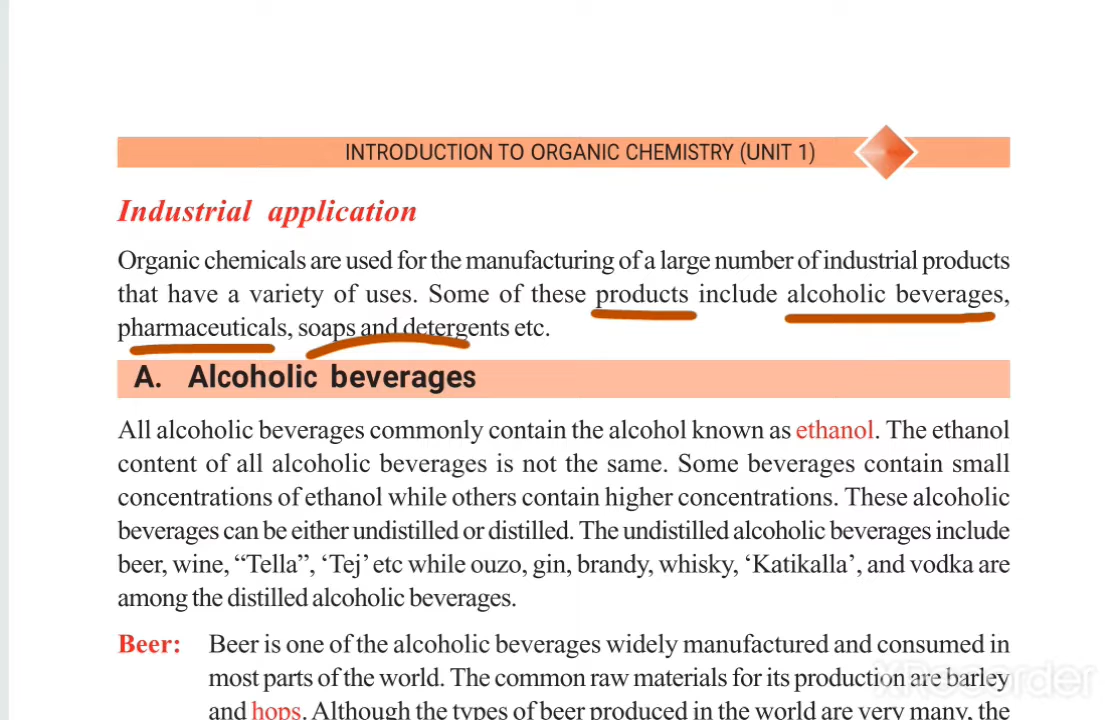 INTRODUCTION TO ORGANIC CHEMISTRY (UNIT 1)
Industrial application
Organic chemicals are used for the manufacturing of a large number of industrial products
that have a variety of uses. Some of these products include alcoholic beverages,
pharmaceuticals, soaps and detergents etc.
A. Alcoholic beverages
All alcoholic beverages commonly contain the alcohol known as ethanol. The ethanol
content of all alcoholic beverages is not the same. Some beverages contain small
concentrations of ethanol while others contain higher concentrations. These alcoholic
beverages can be either undistilled or distilled. The undistilled alcoholic beverages include
beer, wine, “Tella”, ‘Tej’ etc while ouzo, gin, brandy, whisky, ‘Katikalla’, and vodka are
among the distilled alcoholic beverages.
Beer: Beer is one of the alcoholic beverages widely manufactured and consumed in
most parts of the world. The common raw materials for its production are barley
and hops. Although the types of beer produced in the world are very many, the
XRecorder